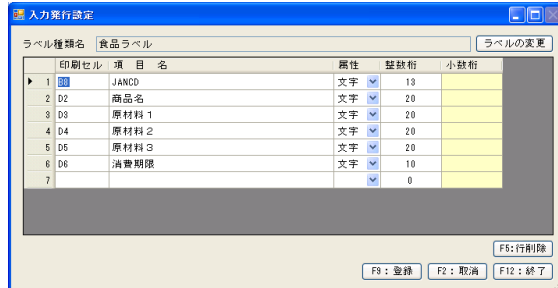 入力発行設定
ラベル種類名 食品ラベル ラベルの変更
印刷セル 項 目 名 属性 整数桁 小数桁
1 B8 JANCD 文字 13
2 D2 商品名 文字 20
3 D3 原材料1 文字 20
4 D4 原材料2 文字 20
5 D5 原材料3 文字 20
6 D6 消費期限 文字 10
7 0
F5:行削除
F9:登録 F2:取消 F12:終了